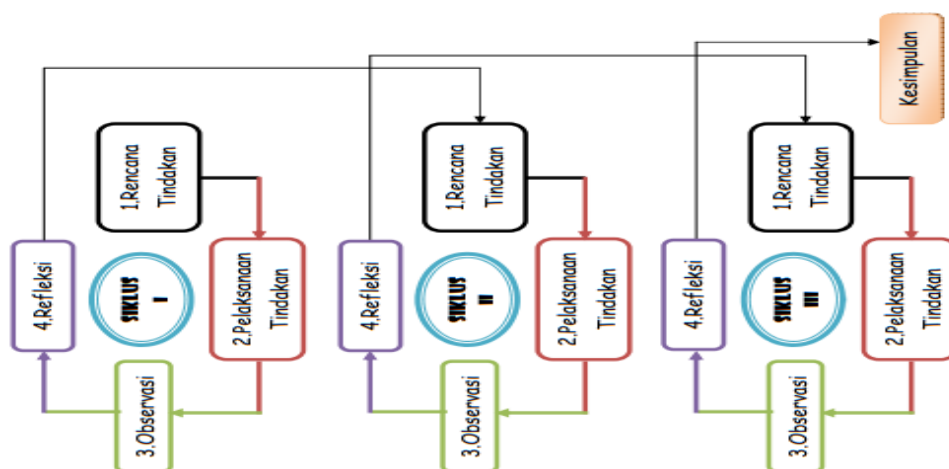 1.Rencana
Tindakan
4.Refleksi
SIKLUS
I
2.Pelaksanaan
Tindakan
3.Observasi
1.Rencana
Tindakan
4.Refleksi
SIKLUS
II
2.Pelaksanaan
Tindakan
3.Observasi
1.Rencana
Tindakan
4.Refleksi
SIKLUS
III
2.Pelaksanaan
Tindakan
3.Observasi
Kesimpulan